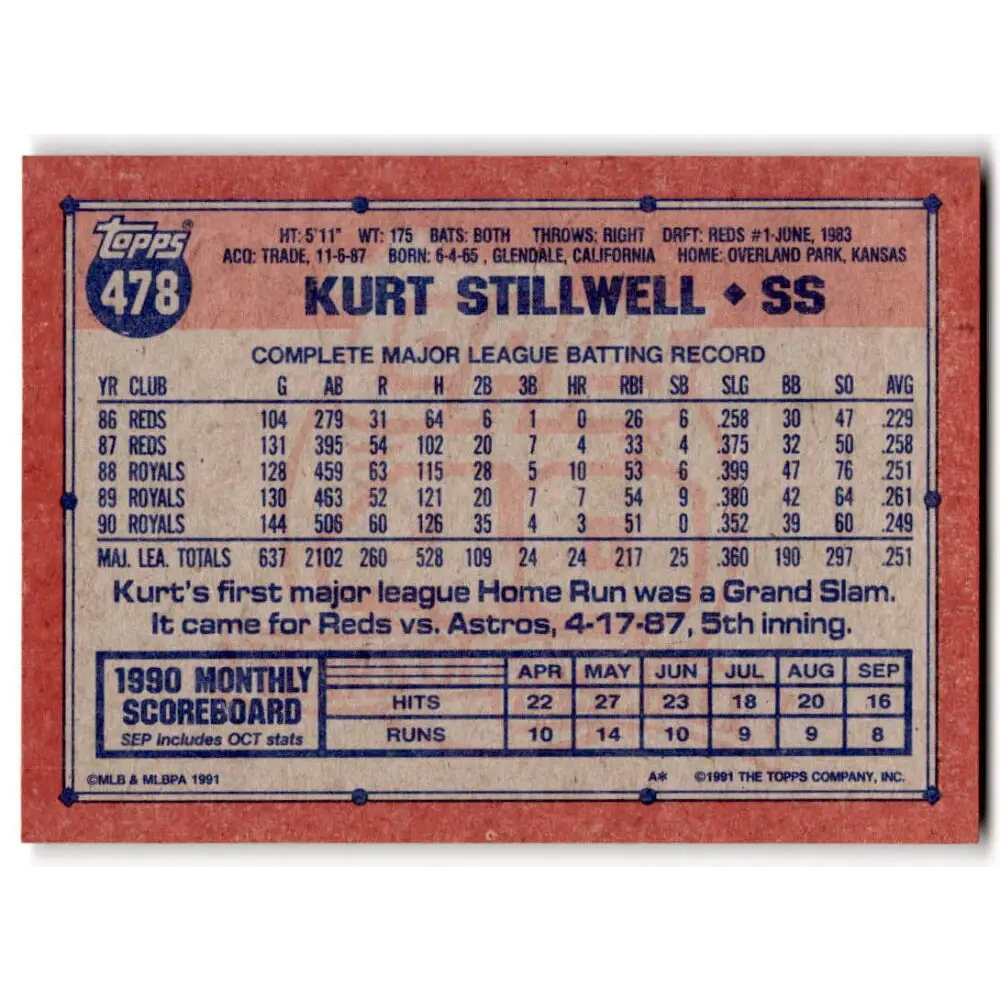 topps®
478
HT: 5'11" WT: 175 BATS: BOTH THROWS: RIGHT DRFT: REDS #1-JUNE, 1983
ACQ: TRADE, 11-6-87 BORN: 6-4-65 , GLENDALE, CALIFORNIA HOME: OVERLAND PARK, KANSAS
KURT STILLWELL ◆ SS
COMPLETE MAJOR LEAGUE BATTING RECORD
YR CLUB G AB R H 2B 3B HR RBI SB SLG BB SO AVG
86 REDS 104 279 31 64 6 1 0 26 6 .258 30 47 .229
87 REDS 131 395 54 102 20 7 4 33 4 .375 32 50 .258
88 ROYALS 128 459 63 115 28 5 10 53 6 .399 47 76 .251
89 ROYALS 130 463 52 121 20 7 7 54 9 .380 42 64 .261
90 ROYALS 144 506 60 126 35 4 3 51 0 .352 39 60 .249
MAJ. LEA. TOTALS 637 2102 260 528 109 24 24 217 25 .360 190 297 .251
Kurt's first major league Home Run was a Grand Slam.
It came for Reds vs. Astros, 4-17-87, 5th inning.
1990 MONTHLY
SCOREBOARD
SEP includes OCT stats
APR MAY JUN JUL AUG SEP
HITS 22 27 23 18 20 16
RUNS 10 14 10 9 9 8
©MLB & MLBPA 1991 A* ©1991 THE TOPPS COMPANY, INC.